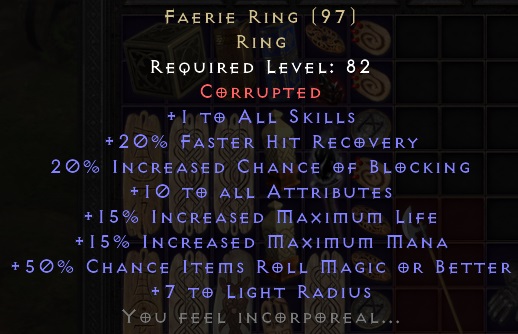 Faerie Ring (97)
Ring
Required Level: 82
Corrupted
+1 to All Skills
+20% Faster Hit Recovery
20% Increased Chance of Blocking
+10 to all Attributes
+15% Increased Maximum Life
+15% Increased Maximum Mana
+50% Chance Items Roll Magic or Better
+7 to Light Radius
You feel incorporeal...